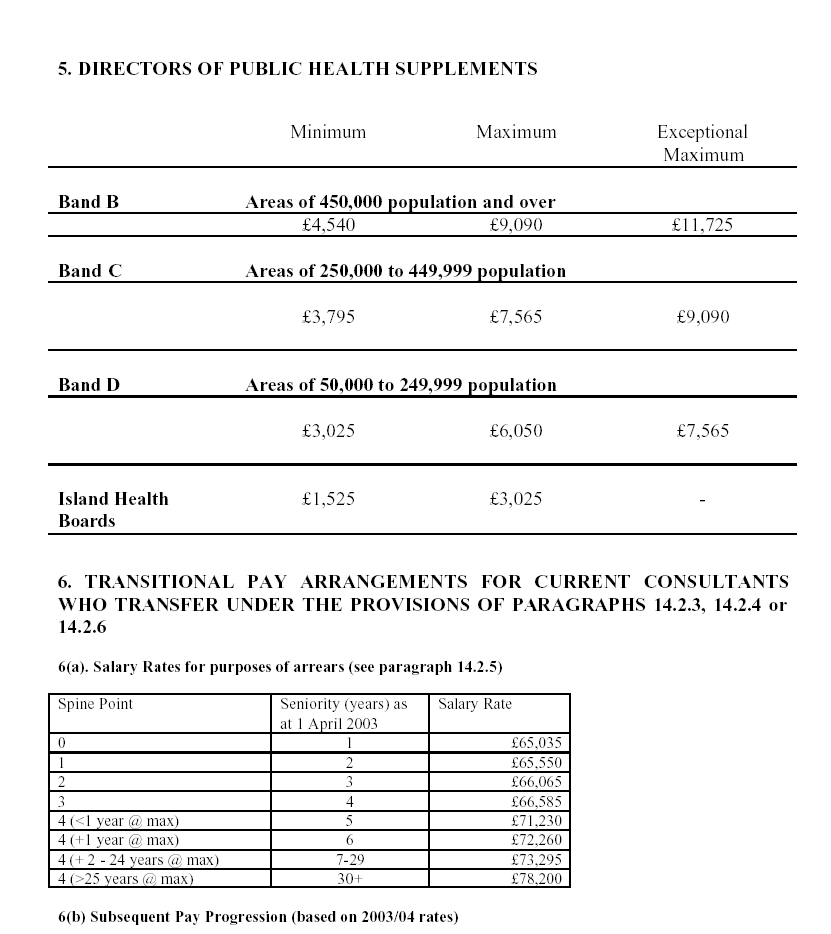 5. DIRECTORS OF PUBLIC HEALTH SUPPLEMENTS
Minimum Maximum Exceptional
Maximum
Band B Areas of 450,000 population and over
£4,540 £9,090 £11,725
Band C Areas of 250,000 to 449,999 population
£3,795 £7,565 £9,090
Band D Areas of 50,000 to 249,999 population
£3,025 £6,050 £7,565
Island Health £1,525 £3,025 -
Boards
6. TRANSITIONAL PAY ARRANGEMENTS FOR CURRENT CONSULTANTS
WHO TRANSFER UNDER THE PROVISIONS OF PARAGRAPHS 14.2.3, 14.2.4 or
14.2.6
6(a). Salary Rates for purposes of arrears (see paragraph 14.2.5)
Spine Point Seniority (years) as Salary Rate
at 1 April 2003
0 1 £65,035
1 2 £65,550
2 3 £66,065
3 4 £66,585
4 (<1 year @ max) 5 £71,230
4 (+1 year @ max) 6 £72,260
4 (+ 2 - 24 years @ max) 7-29 £73,295
4 (>25 years @ max) 30+ £78,200
6(b) Subsequent Pay Progression (based on 2003/04 rates)